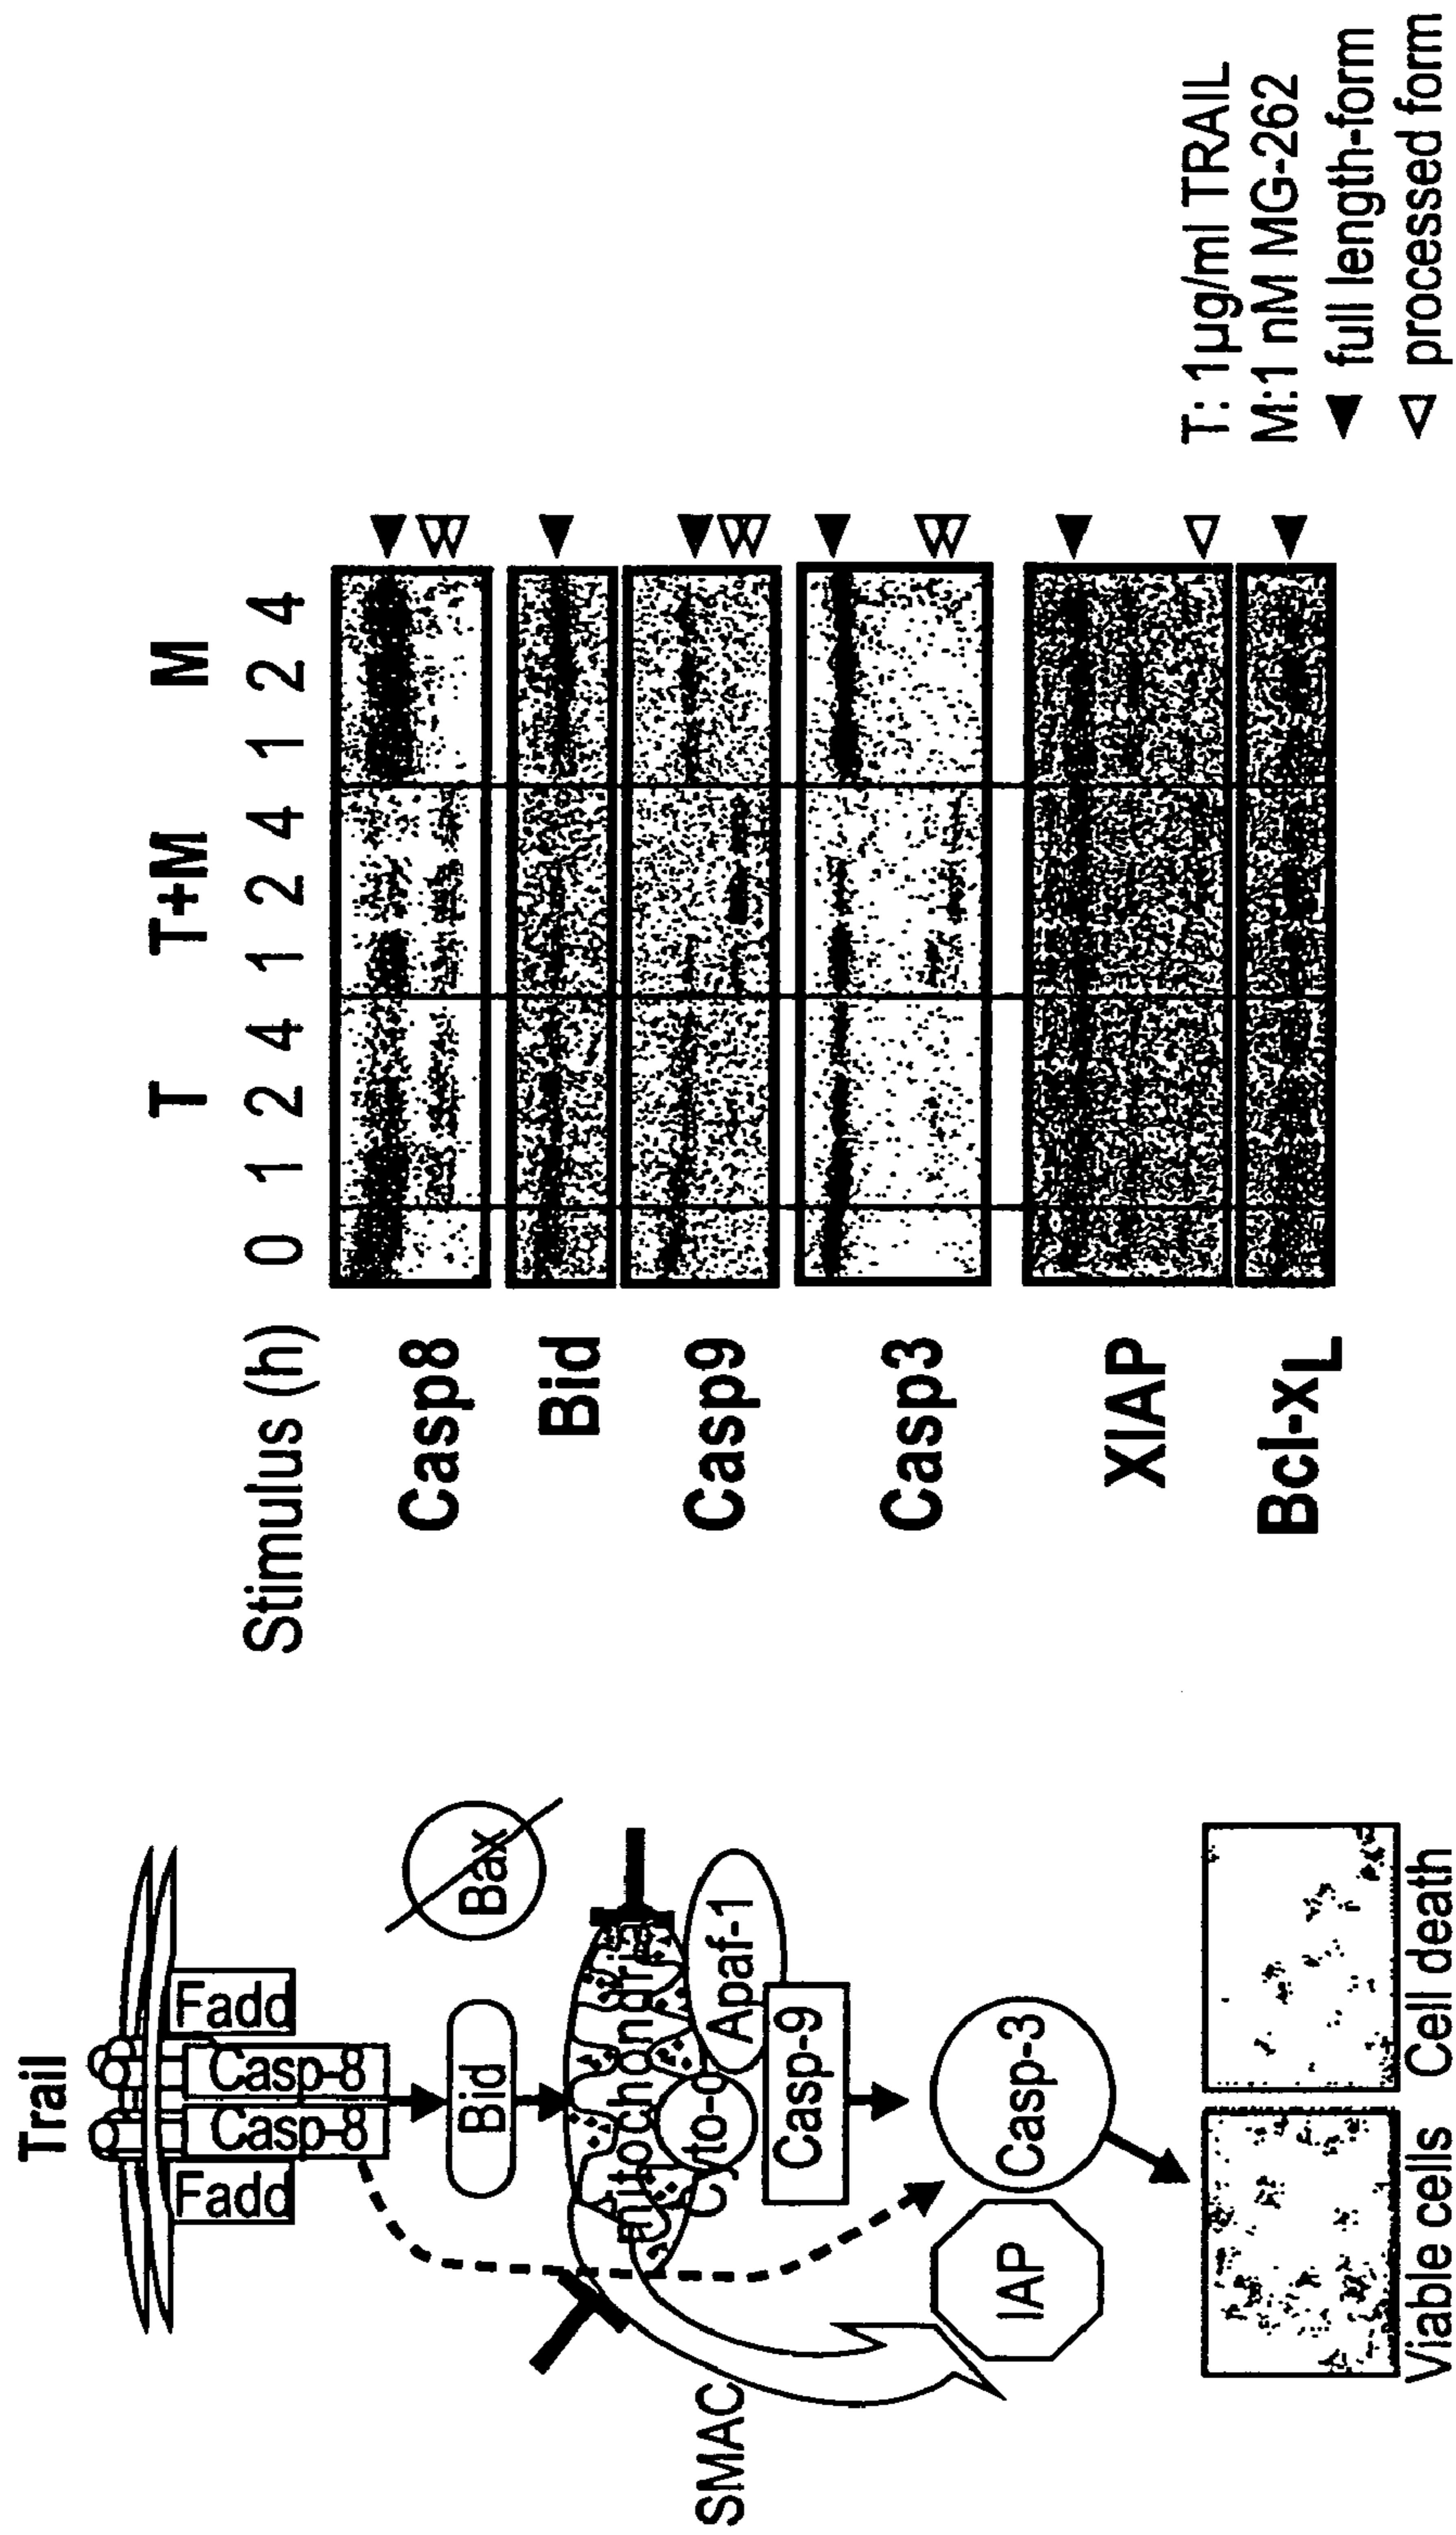 Trail
Fadd
Casp-8
Casp-8
Fadd
Bid
Bax
mitochondria
Cyto-c
Apaf-1
Casp-9
SMAC
IAP
Casp-3
Viable cells
Cell death
T T+M M
Stimulus (h) 0 1 2 4 1 2 4 1 2 4
Casp8
Bid
Casp9
Casp3
XIAP
Bcl-xL
T: 1µg/ml TRAIL
M:1 nM MG-262
full length-form
processed form